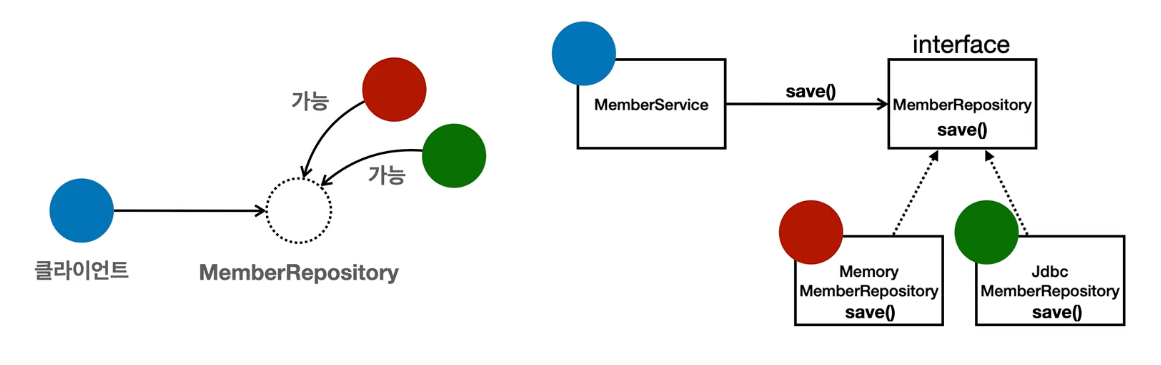 가능
가능
클라이언트
MemberRepository
interface
MemberService
save()
MemberRepository
save()
Memory
MemberRepository
save()
Jdbc
MemberRepository
save()